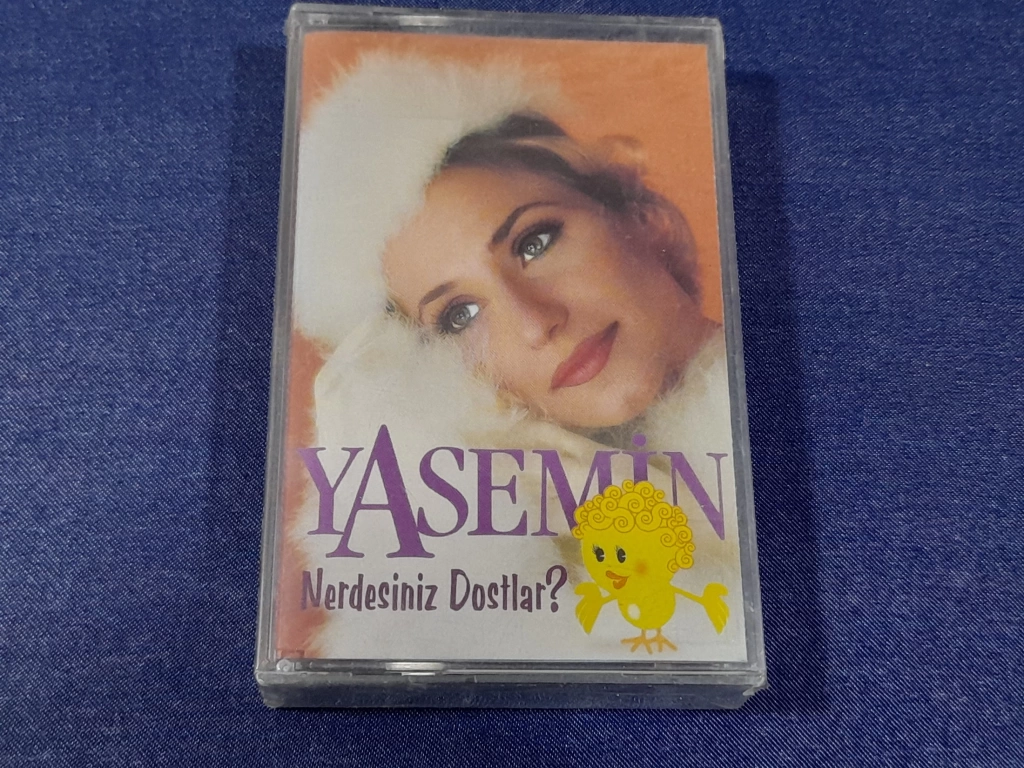 YASEMİN
Nerdesiniz Dostlar?